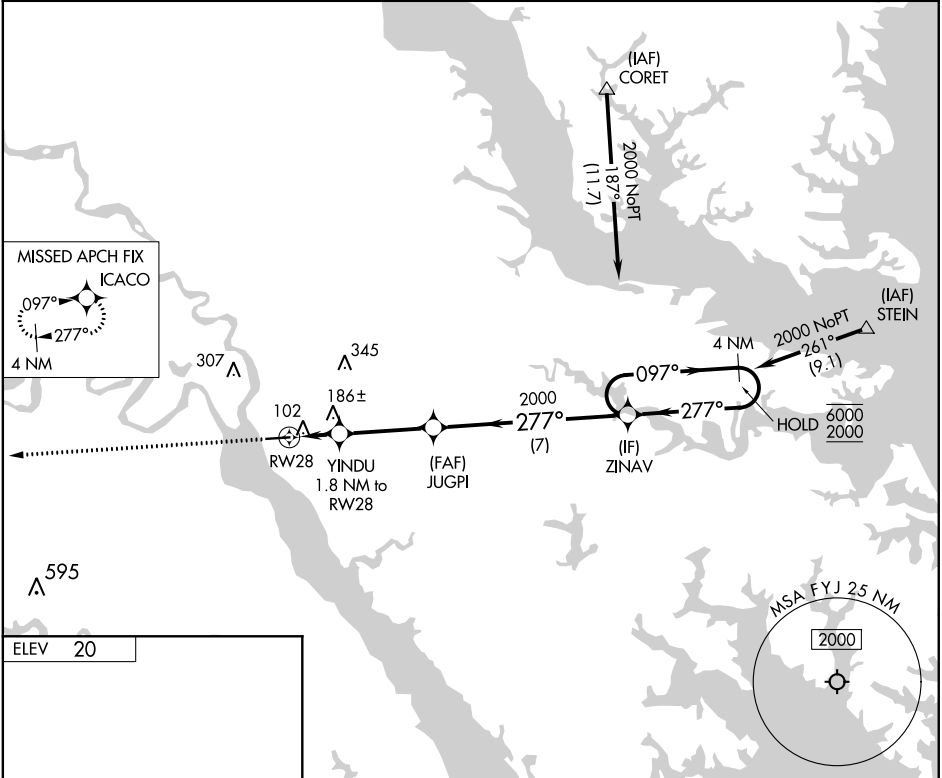 (IAF)
CORET
2000 NoPT
187°
(11.7)
MISSED APCH FIX
ICACO
097°
277°
4 NM
(IAF)
STEIN
2000 NoPT
261°
(9.1)
4 NM
307
345
186±
102
097°
277°
HOLD
6000
2000
2000
277°
(7)
RW28
YINDU
1.8 NM to
RW28
(FAF)
JUGPI
(IF)
ZINAV
595
MSA FYJ 25 NM
2000
ELEV 20